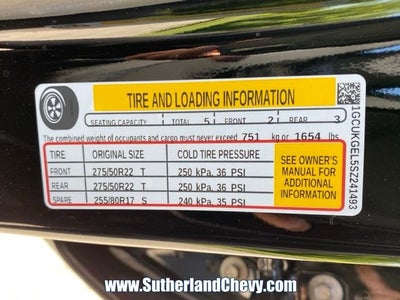 www.SutherlandChevy.com
TIRE AND LOADING INFORMATION
SEATING CAPACITY TOTAL 5 FRONT 2 REAR 3
The combined weight of occupants and cargo must never exceed 751 kg or 1654 lbs.
TIRE ORIGINAL SIZE COLD TIRE PRESSURE
FRONT 275/50R22 T 250 kPa, 36 PSI
REAR 275/50R22 T 250 kPa, 36 PSI
SPARE 255/80R17 S 240 kPa, 35 PSI
SEE OWNER'S
MANUAL FOR
ADDITIONAL
INFORMATION
1GCUKGEL5SZ241493
www.SutherlandChevy.com